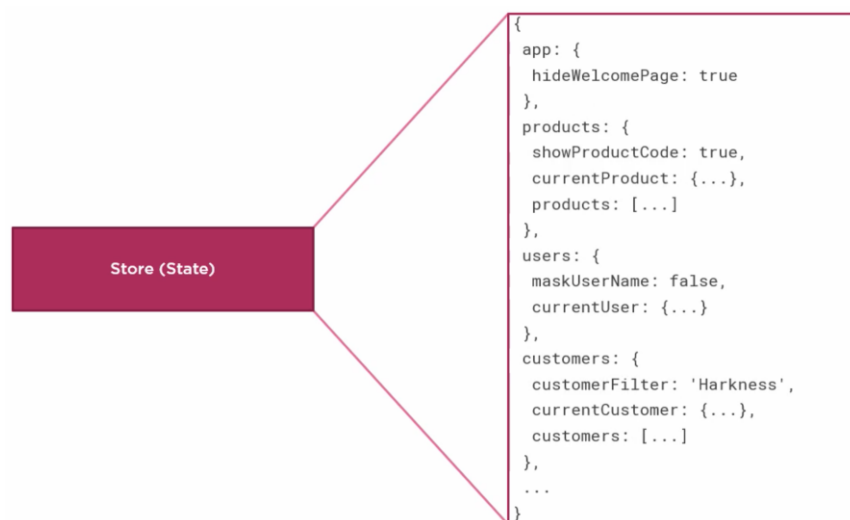 Store (State)
{
app: {
hideWelcomePage: true
},
products: {
showProductCode: true,
currentProduct: {...},
products: [...]
},
users: {
maskUserName: false,
currentUser: {...}
},
customers: {
customerFilter: 'Harkness',
currentCustomer: {...},
customers: [...]
},
...
}